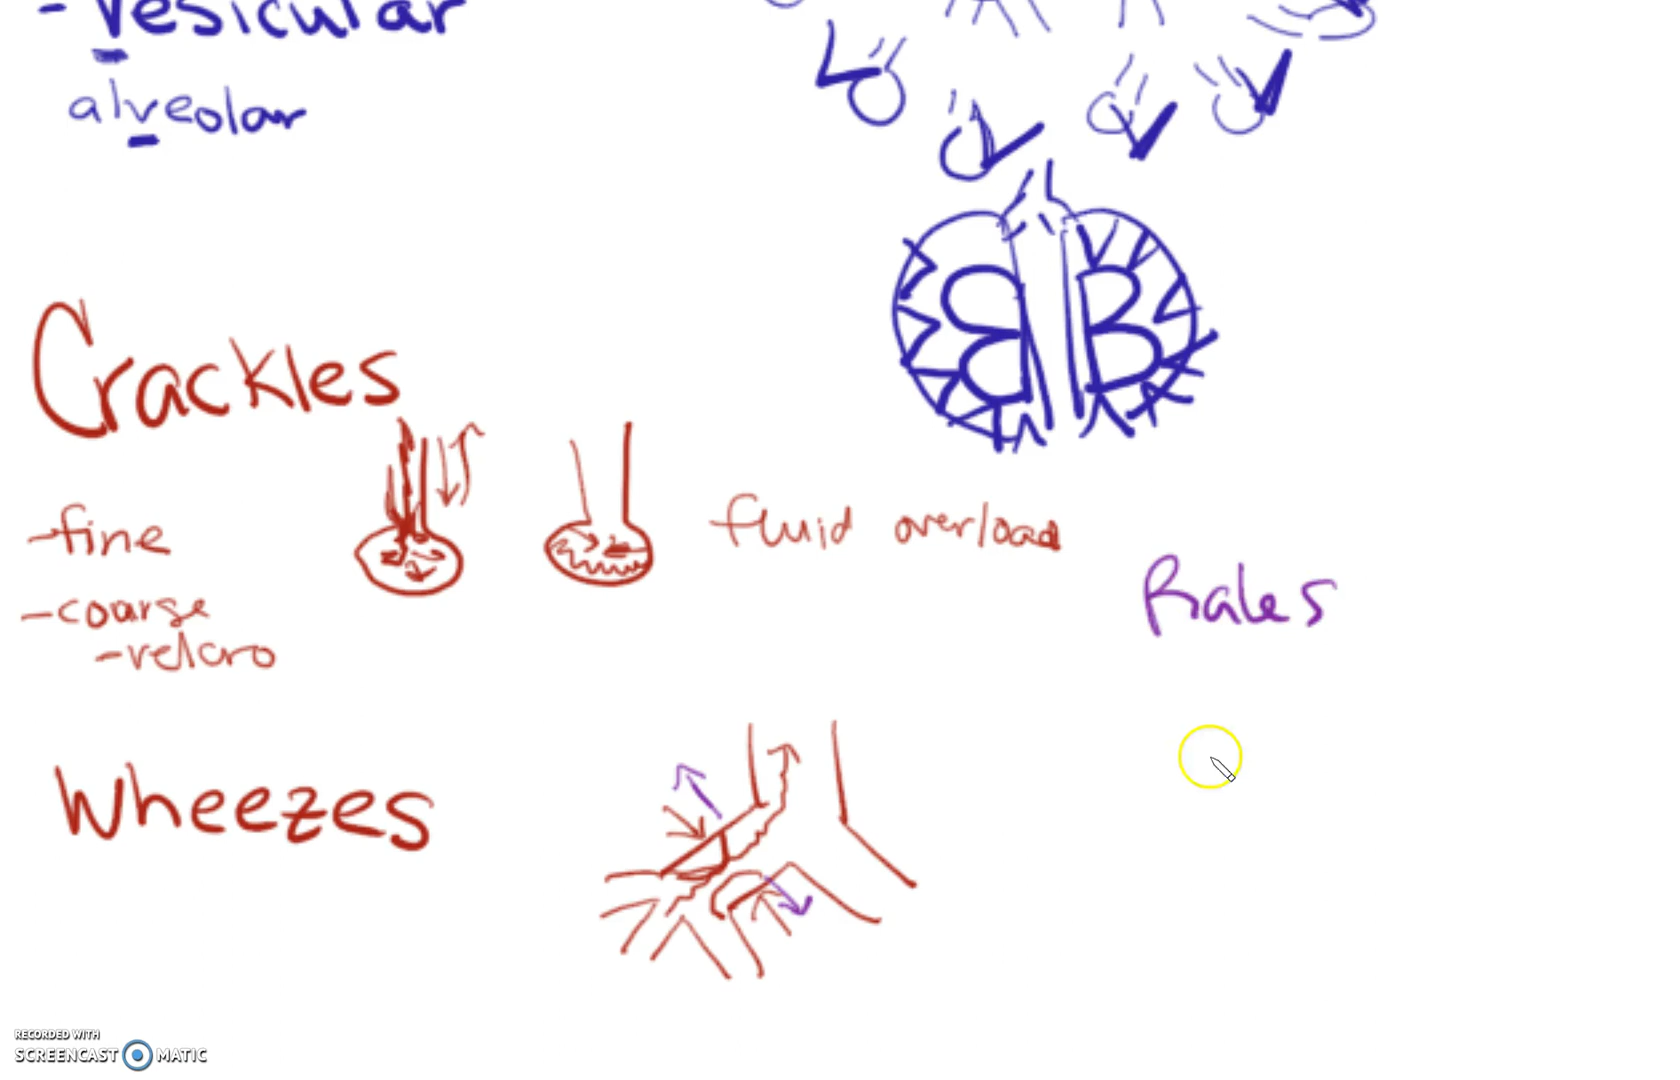 - Vesicular
alveolar
B B
V V V V
Crackles
- fine
fluid overload
- coarse
- velcro
Rales
Wheezes
RECORDED WITH
SCREENCAST MATIC